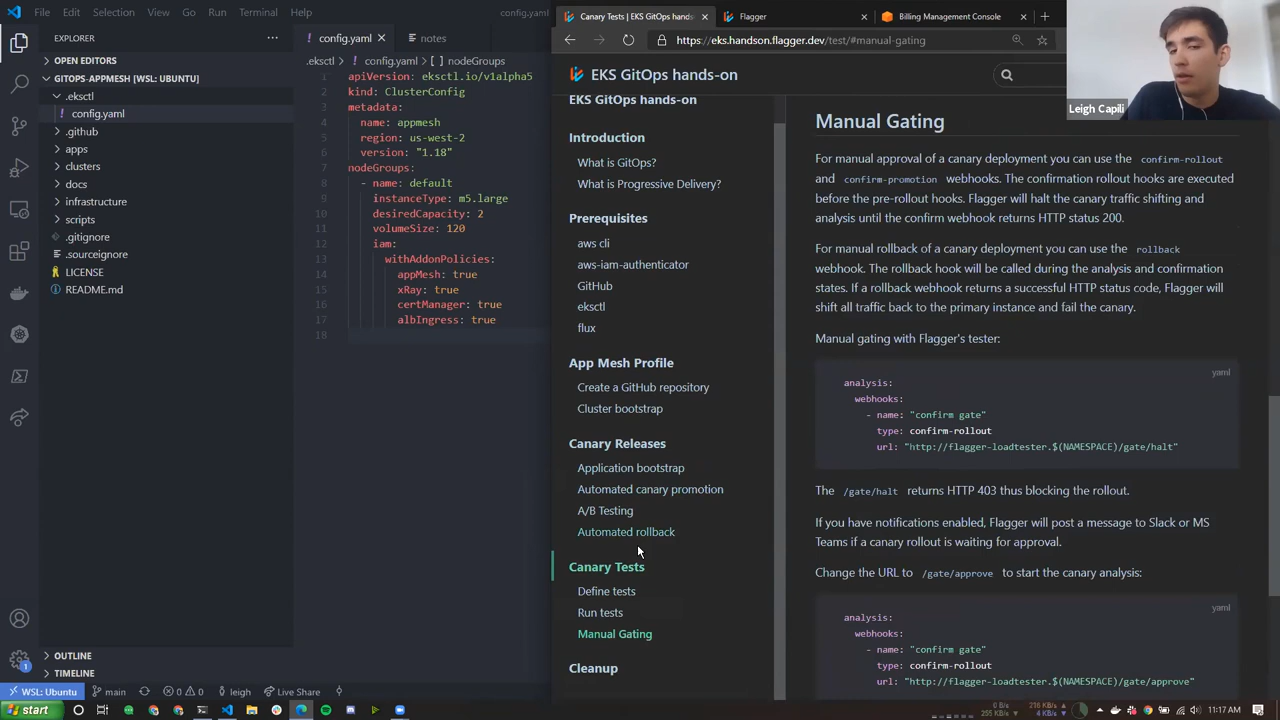 File
Edit
Selection
View
Go
Run
Terminal
Help
config.yaml
EXPLORER
OPEN EDITORS
GITOPS-APPMESH [WSL: UBUNTU]
.eksctl
config.yaml
.github
apps
clusters
docs
infrastructure
scripts
.gitignore
.sourceignore
LICENSE
README.md
OUTLINE
TIMELINE
config.yaml
notes
.eksctl > config.yaml > [ ] nodeGroups
1 apiVersion: eksctl.io/v1alpha5
2 kind: ClusterConfig
3 metadata:
4 name: appmesh
5 region: us-west-2
6 version: "1.18"
7 nodeGroups:
8 - name: default
9 instanceType: m5.large
10 desiredCapacity: 2
11 volumeSize: 120
12 iam:
13 withAddonPolicies:
14 appMesh: true
15 xRay: true
16 certManager: true
17 albIngress: true
18
Canary Tests | EKS GitOps hands-
Flagger
Billing Management Console
https://eks.handson.flagger.dev/test/#manual-gating
EKS GitOps hands-on
EKS GitOps hands-on
Introduction
What is GitOps?
What is Progressive Delivery?
Prerequisites
aws cli
aws-iam-authenticator
GitHub
eksctl
flux
App Mesh Profile
Create a GitHub repository
Cluster bootstrap
Canary Releases
Application bootstrap
Automated canary promotion
A/B Testing
Automated rollback
Canary Tests
Define tests
Run tests
Manual Gating
Cleanup
Manual Gating
For manual approval of a canary deployment you can use the confirm-rollout
and confirm-promotion webhooks. The confirmation rollout hooks are executed
before the pre-rollout hooks. Flagger will halt the canary traffic shifting and
analysis until the confirm webhook returns HTTP status 200.
For manual rollback of a canary deployment you can use the rollback
webhook. The rollback hook will be called during the analysis and confirmation
states. If a rollback webhook returns a successful HTTP status code, Flagger will
shift all traffic back to the primary instance and fail the canary.
Manual gating with Flagger's tester:
yaml
analysis:
webhooks:
- name: "confirm gate"
type: confirm-rollout
url: "http://flagger-loadtester.$(NAMESPACE)/gate/halt"
The /gate/halt returns HTTP 403 thus blocking the rollout.
If you have notifications enabled, Flagger will post a message to Slack or MS
Teams if a canary rollout is waiting for approval.
Change the URL to /gate/approve to start the canary analysis:
yaml
analysis:
webhooks:
- name: "confirm gate"
type: confirm-rollout
url: "http://flagger-loadtester.$(NAMESPACE)/gate/approve"
Leigh Capili
WSL: Ubuntu
main
0
0
leigh
Live Share
1
start
0 B/s
255 KB/s
216 KB/s
4 KB/s
11:17 AM